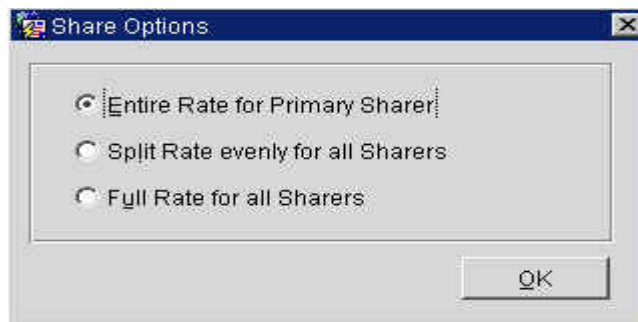 Share Options
Entire Rate for Primary Sharer
Split Rate evenly for all Sharers
Full Rate for all Sharers
OK